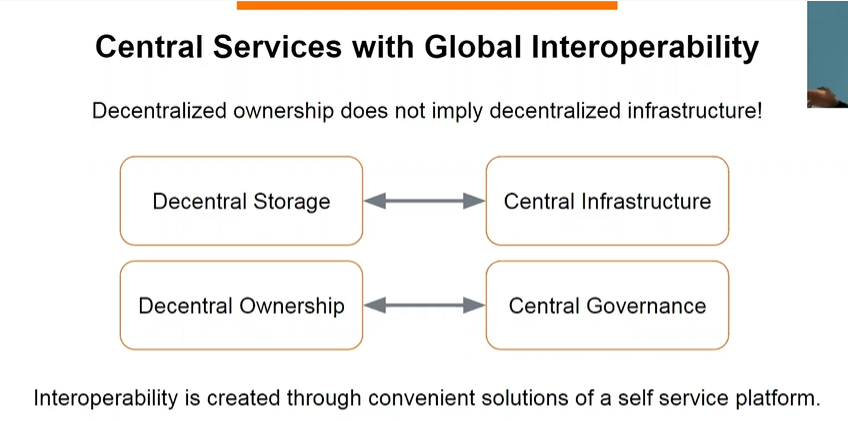 Central Services with Global Interoperability
Decentralized ownership does not imply decentralized infrastructure!
Decentral Storage
Central Infrastructure
Decentral Ownership
Central Governance
Interoperability is created through convenient solutions of a self service platform.